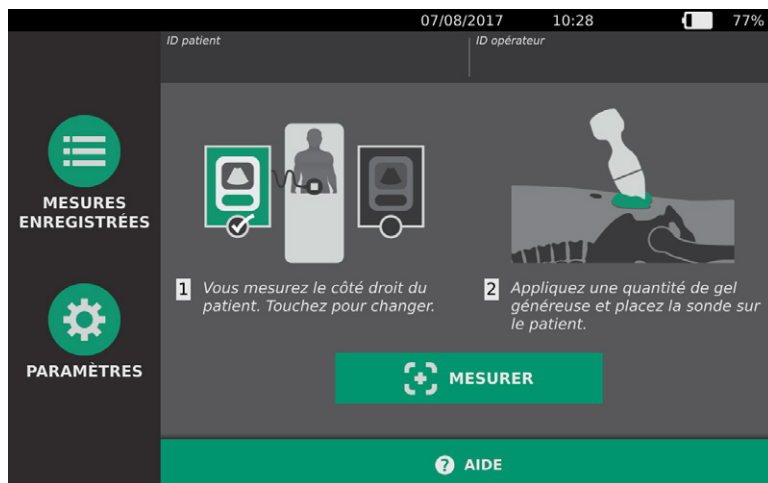 07/08/2017 10:28 77%
ID patient
ID opérateur
MESURES
ENREGISTRÉES
PARAMÈTRES
1 Vous mesurez le côté droit du
patient. Touchez pour changer.
2 Appliquez une quantité de gel
généreuse et placez la sonde sur
le patient.
MESURER
? AIDE